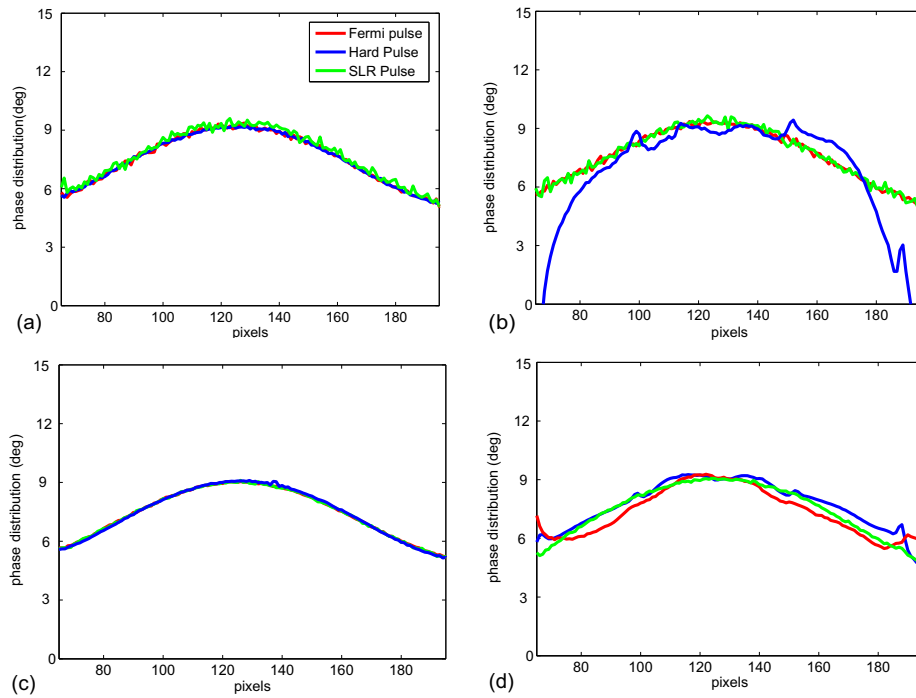 15
12
9
6
3
0
phase distribution(deg)
Fermi pulse
Hard Pulse
SLR Pulse
80 100 120 140 160 180
pixels
(a)
15
12
9
6
3
0
phase distribution (deg)
80 100 120 140 160 180
pixels
(b)
15
12
9
6
3
0
phase distribution (deg)
80 100 120 140 160 180
pixels
(c)
15
12
9
6
3
0
phase distribution (deg)
80 100 120 140 160 180
pixels
(d)